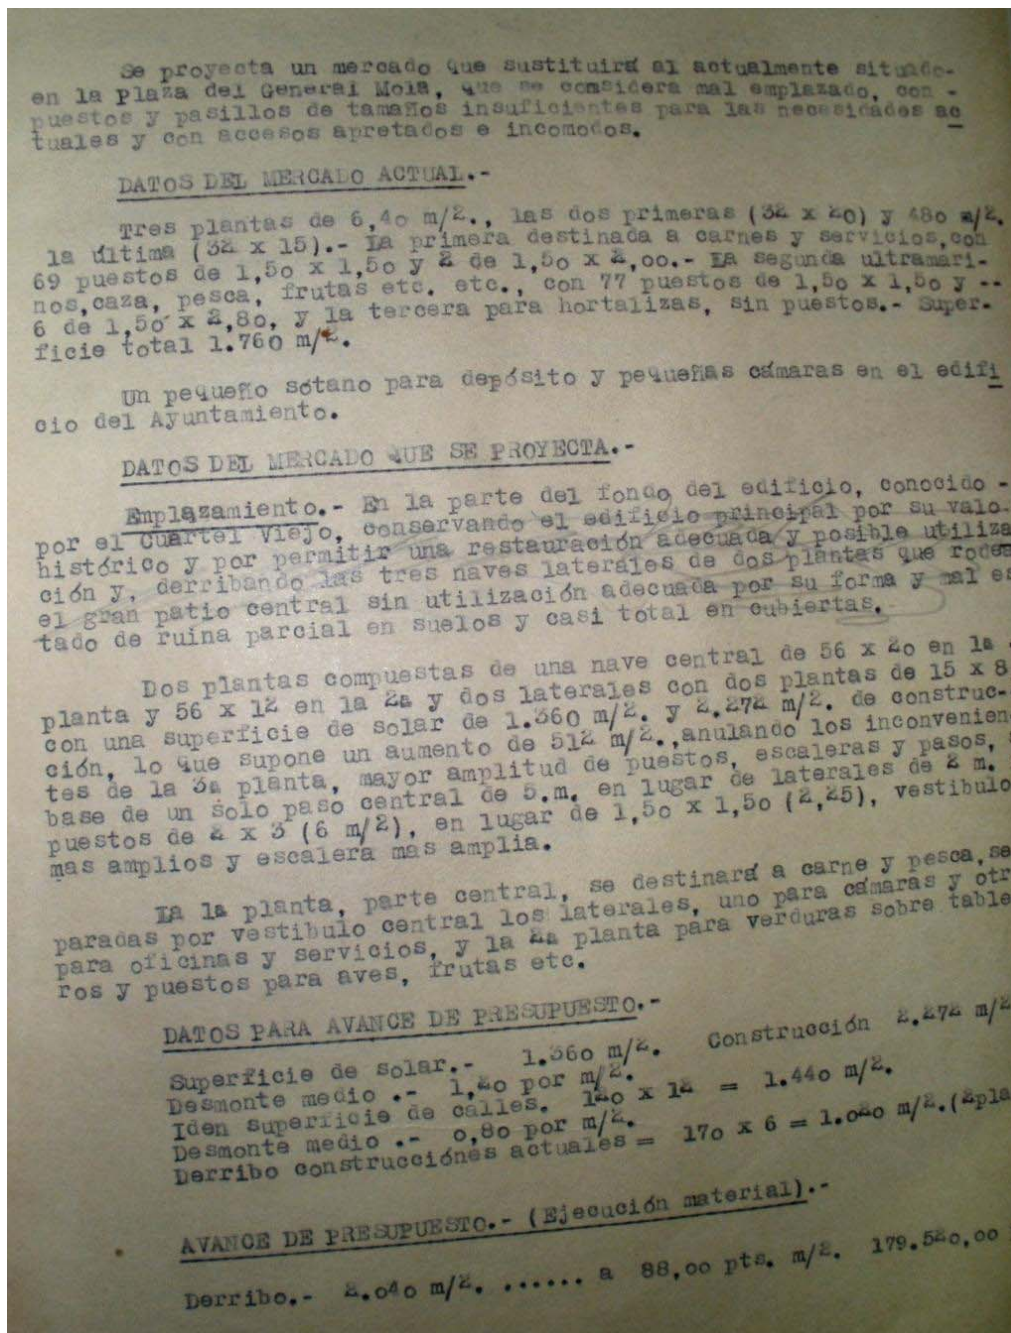 Se proyecta un mercado que sustituirá al actualmente situado-
en la plaza del General Mola, que se considera mal emplazado, con -
puestos y pasillos de tamaños insuficientes para las necesidades ac
tuales y con accesos apretados e incomodos.
DATOS DEL MERCADO ACTUAL.-
Tres plantas de 6,40 m/2., las dos primeras (32 x 20) y 480 m/2.
la última (32 x 15).- La primera destinada a carnes y servicios,con
69 puestos de 1,50 x 1,50 y 2 de 1,50 x 2,00.- La segunda ultramari-
nos,caza, pesca, frutas etc. etc., con 77 puestos de 1,50 x 1,50 y --
6 de 1,50 x 2,80, y la tercera para hortalizas, sin puestos.- Super-
ficie total 1.760 m/2.
Un pequeño sótano para depósito y pequeñas cámaras en el edifi
cio del Ayuntamiento.
DATOS DEL MERCADO QUE SE PROYECTA.-
Emplazamiento.- En la parte del fondo del edificio, conocido -
por el Cuartel Viejo, conservando el edificio principal por su valo
histórico y por permitir una restauración adecuada y posible utiliza
ción y, derribando las tres naves laterales de dos plantas que rodea
el gran patio central sin utilización adecuada por su forma y mal es
tado de ruina parcial en suelos y casi total en cubiertas.
Dos plantas compuestas de una nave central de 56 x 20 en la
planta y 56 x 12 en la 2a y dos laterales con dos plantas de 15 x 8
con una superficie de solar de 1.360 m/2. y 2.272 m/2. de construc-
ción, lo que supone un aumento de 512 m/2.,anulando los inconvenien
tes de la 3a planta, mayor amplitud de puestos, escaleras y pasos,
base de un solo paso central de 5.m. en lugar de laterales de 2 m.
puestos de 2 x 3 (6 m/2), en lugar de 1,50 x 1,50 (2,25), vestibulo
mas amplios y escalera mas amplia.
La 1a planta, parte central, se destinará a carne y pesca,se
paradas por vestibulo central los laterales, uno para cámaras y otr
para oficinas y servicios, y la 2a planta para verduras sobre table
ros y puestos para aves, frutas etc.
DATOS PARA AVANCE DE PRESUPUESTO.-
Superficie de solar.- 1.360 m/2. Construcción 2.272 m/2
Desmonte medio .- 1,20 por m/2.
Iden superficie de calles. 120 x 12 = 1.440 m/2.
Desmonte medio .- 0,80 por m/2.
Derribo construcciónes actuales = 170 x 6 = 1.020 m/2.(2pla
AVANCE DE PRESUPUESTO.- (Ejecución material).-
Derribo.- 2.040 m/2. ...... a 88,00 pts. m/2. 179.520,00